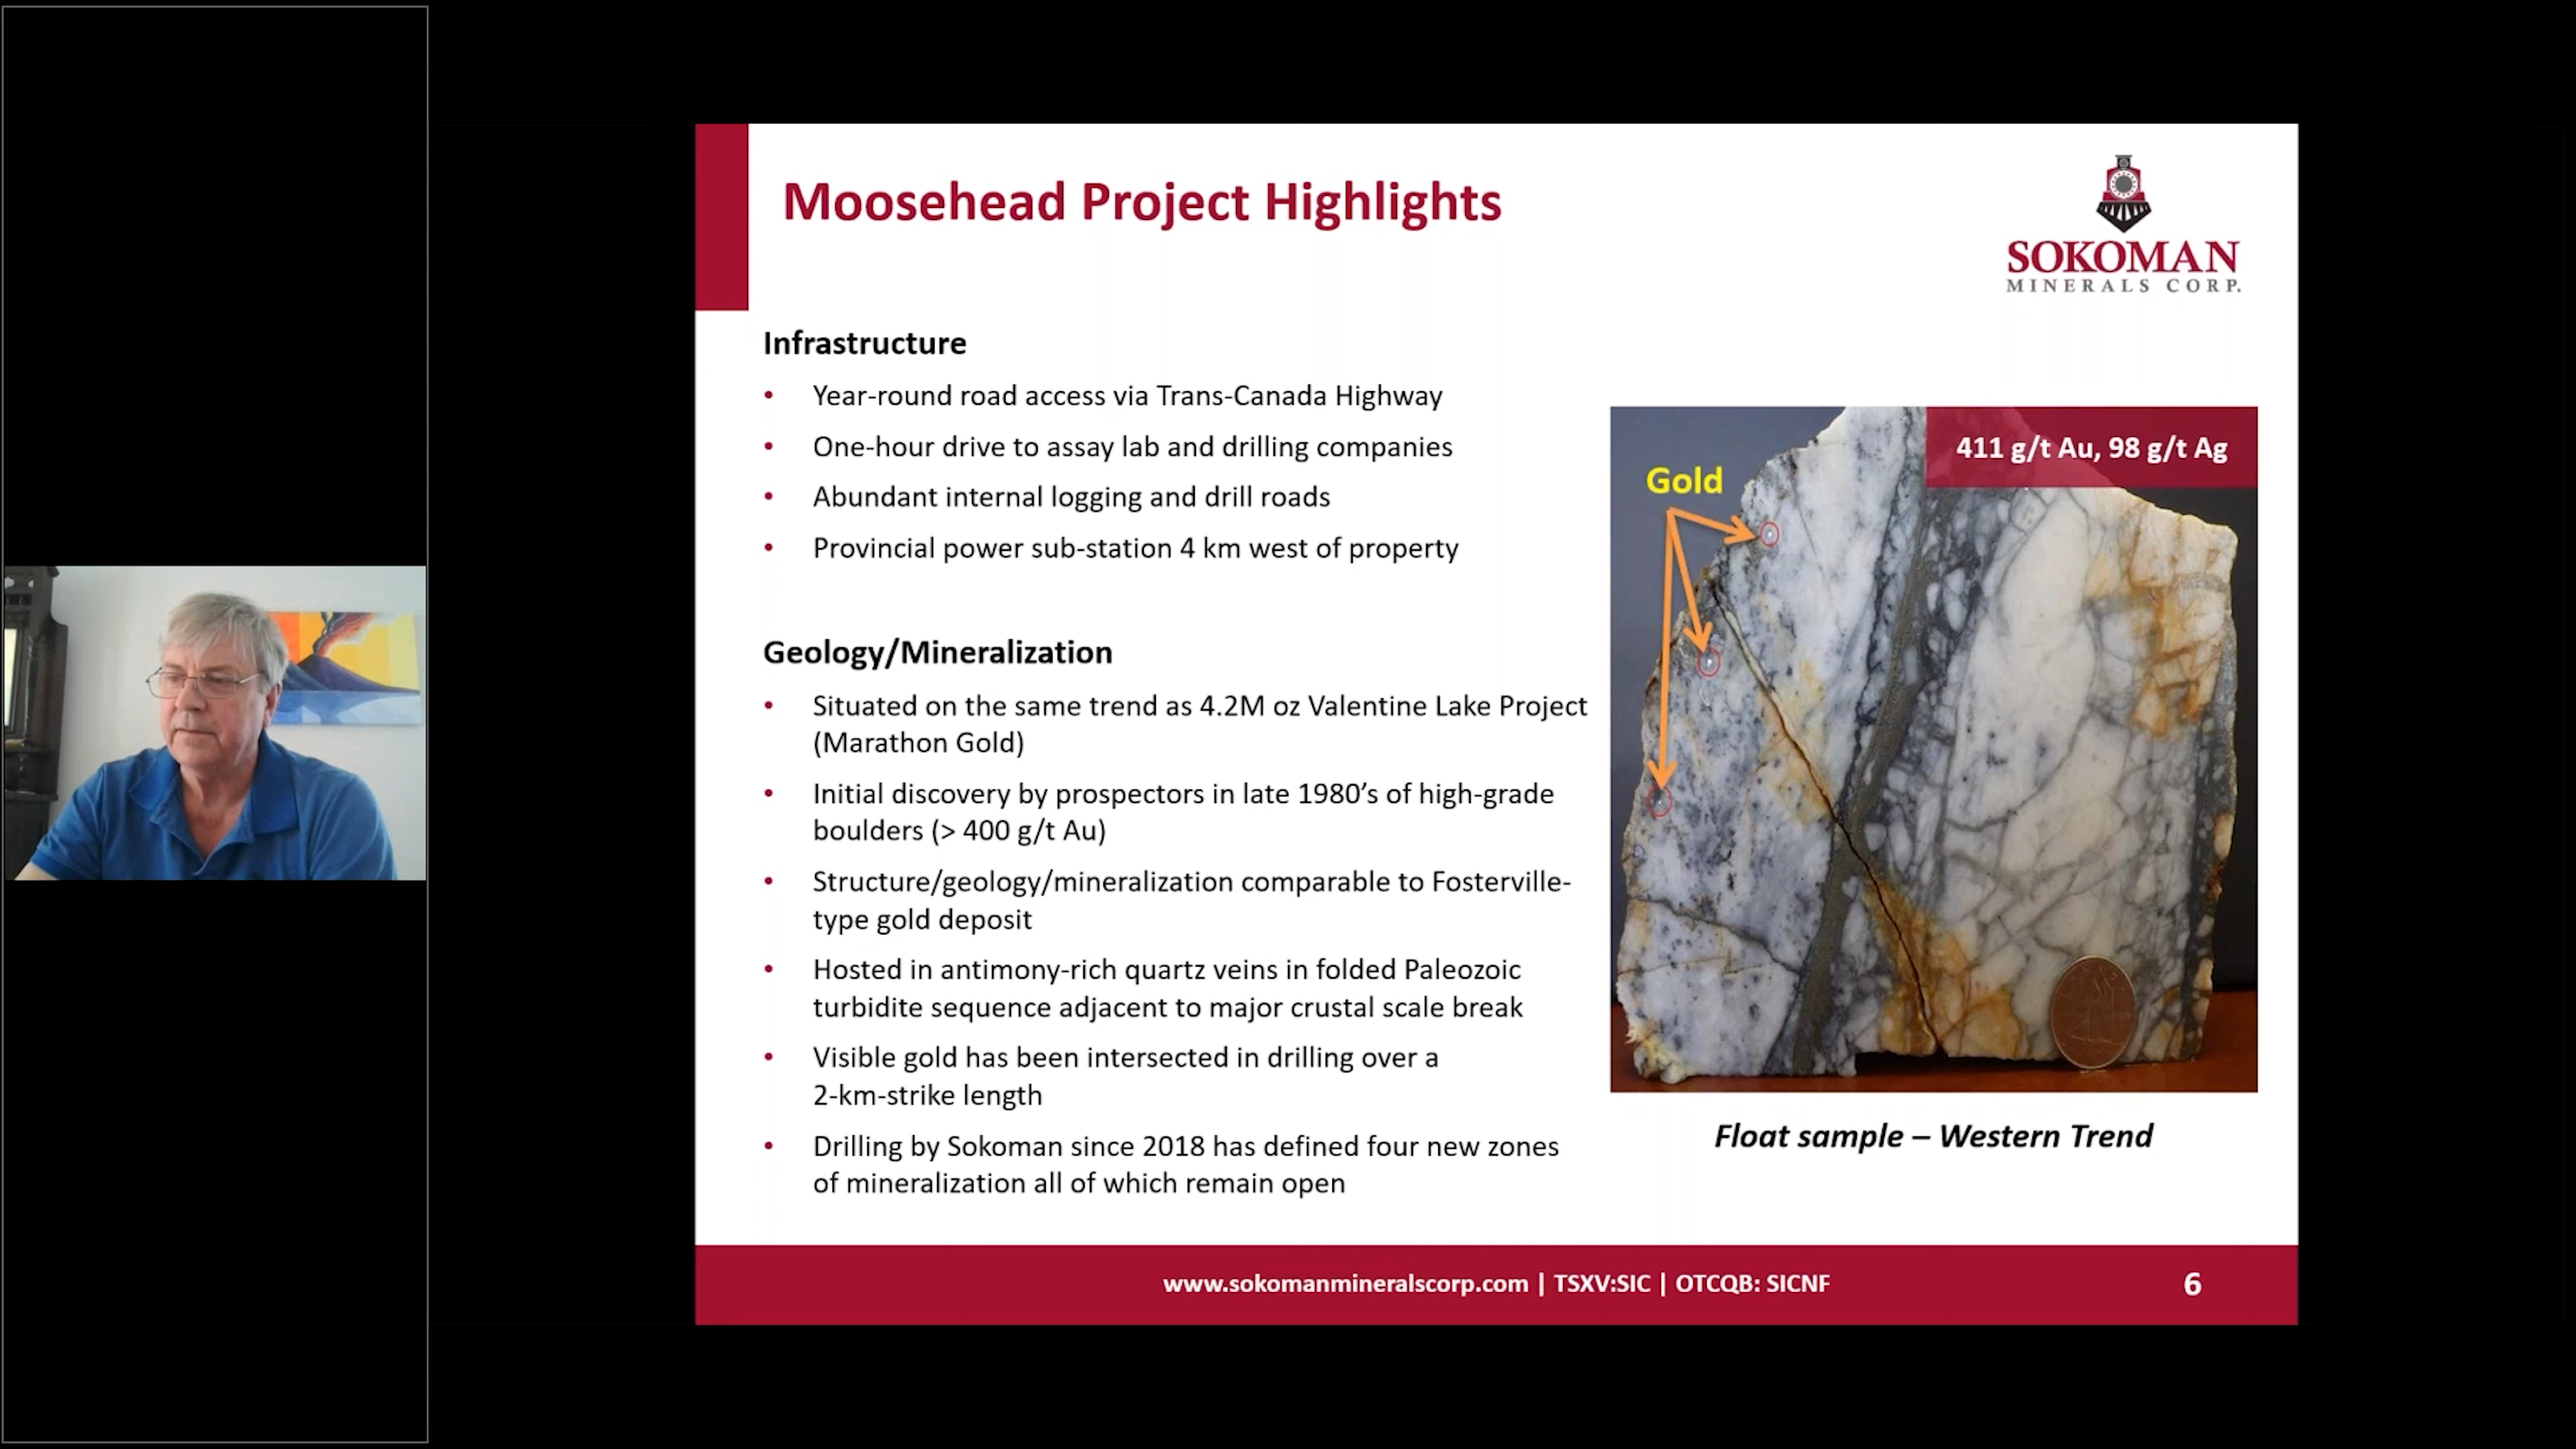 Moosehead Project Highlights
SOKOMAN
MINERALS CORP.
Infrastructure
• Year-round road access via Trans-Canada Highway
• One-hour drive to assay lab and drilling companies
• Abundant internal logging and drill roads
• Provincial power sub-station 4 km west of property
Geology/Mineralization
• Situated on the same trend as 4.2M oz Valentine Lake Project
(Marathon Gold)
• Initial discovery by prospectors in late 1980’s of high-grade
boulders (> 400 g/t Au)
• Structure/geology/mineralization comparable to Fosterville-
type gold deposit
• Hosted in antimony-rich quartz veins in folded Paleozoic
turbidite sequence adjacent to major crustal scale break
• Visible gold has been intersected in drilling over a
2-km-strike length
• Drilling by Sokoman since 2018 has defined four new zones
of mineralization all of which remain open
411 g/t Au, 98 g/t Ag
Gold
Float sample – Western Trend
www.sokomanmineralscorp.com | TSXV:SIC | OTCQB: SICNF
6